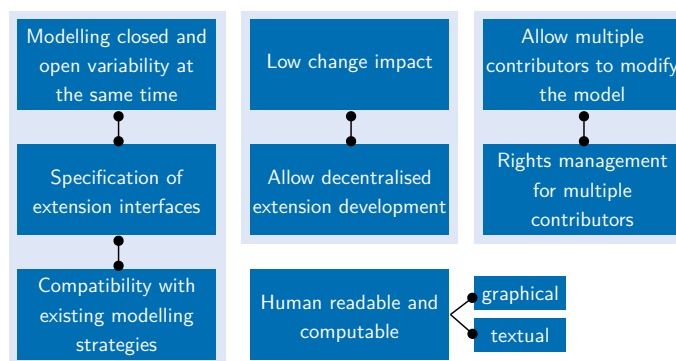 Modelling closed and
open variability at
the same time
Specification of
extension interfaces
Compatibility with
existing modelling
strategies
Low change impact
Allow decentralised
extension development
Allow multiple
contributors to modify
the model
Rights management
for multiple
contributors
Human readable and
computable
graphical
textual